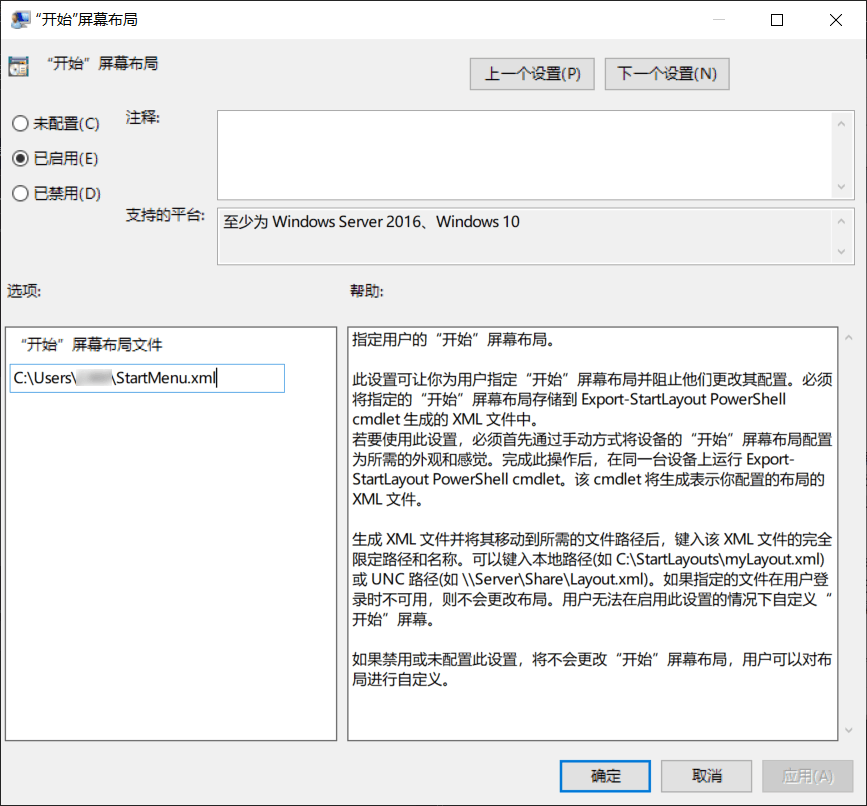 “开始”屏幕布局
“开始”屏幕布局
上一个设置(P)
下一个设置(N)
未配置(C)
注释:
已启用(E)
已禁用(D)
支持的平台:
至少为 Windows Server 2016、Windows 10
选项:
帮助:
“开始”屏幕布局文件
C:\Users\ \StartMenu.xml
指定用户的“开始”屏幕布局。
此设置可让你为用户指定“开始”屏幕布局并阻止他们更改其配置。必须
将指定的“开始”屏幕布局存储到 Export-StartLayout PowerShell
cmdlet 生成的 XML 文件中。
若要使用此设置，必须首先通过手动方式将设备的“开始”屏幕布局配置
为所需的外观和感觉。完成此操作后，在同一台设备上运行 Export-
StartLayout PowerShell cmdlet。该 cmdlet 将生成表示你配置的布局的
XML 文件。
生成 XML 文件并将其移动到所需的文件路径后，键入该 XML 文件的完全
限定路径和名称。可以键入本地路径(如 C:\StartLayouts\myLayout.xml)
或 UNC 路径(如 \\Server\Share\Layout.xml)。如果指定的文件在用户登
录时不可用，则不会更改布局。用户无法在启用此设置的情况下自定义“
开始”屏幕。
如果禁用或未配置此设置，将不会更改“开始”屏幕布局，用户可以对布
局进行自定义。
确定
取消
应用(A)